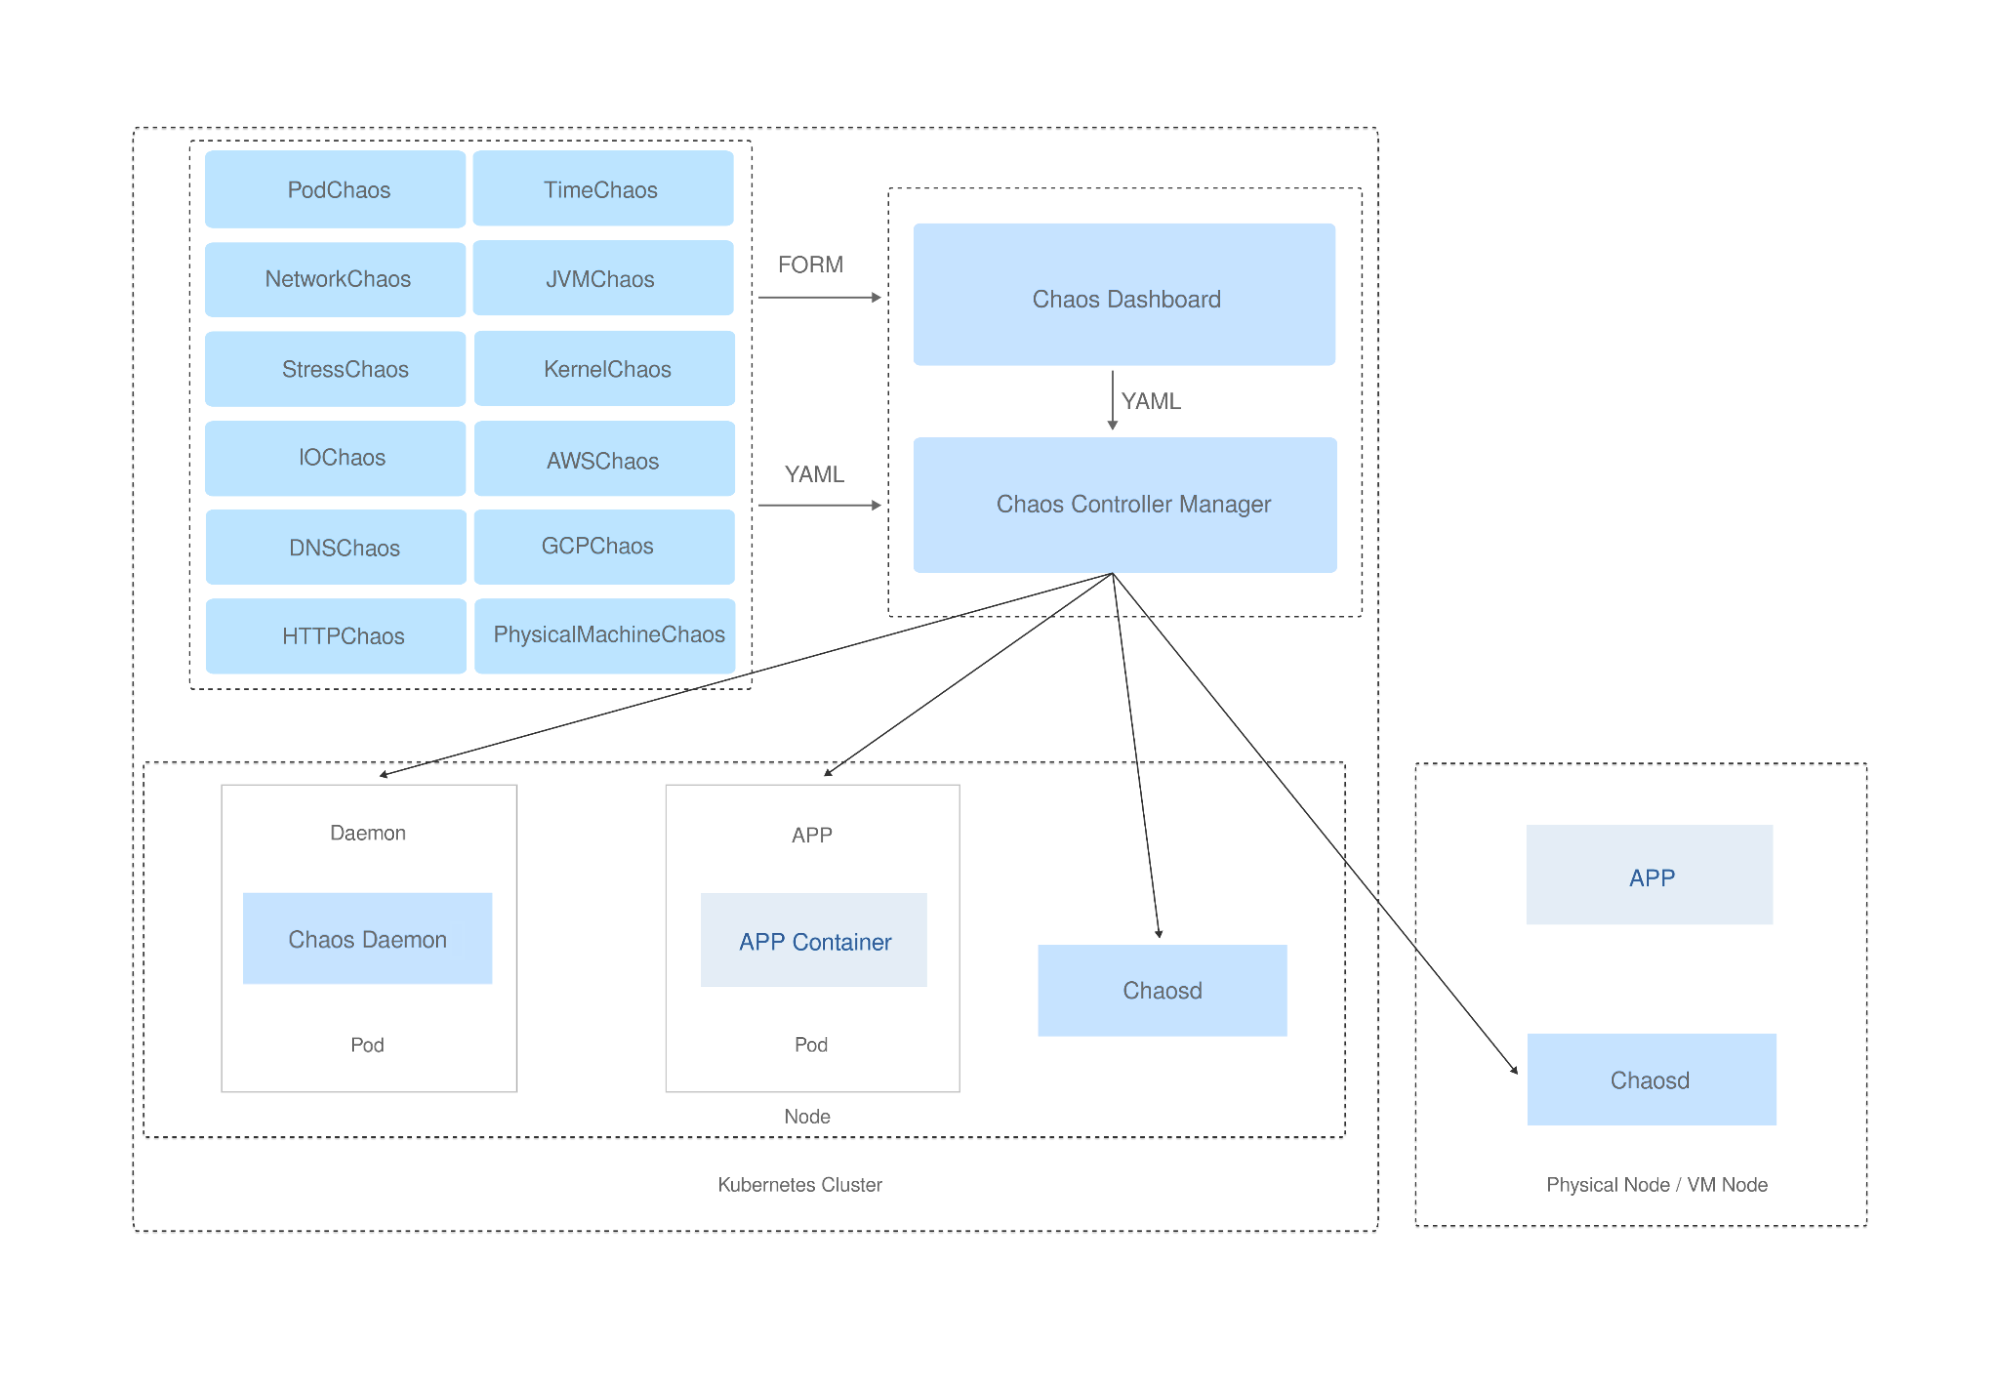 PodChaos
TimeChaos
NetworkChaos
JVMChaos
StressChaos
KernelChaos
IOChaos
AWSChaos
DNSChaos
GCPChaos
HTTPChaos
PhysicalMachineChaos
FORM
YAML
Chaos Dashboard
YAML
Chaos Controller Manager
Daemon
Chaos Daemon
Pod
APP
APP Container
Pod
Chaosd
Node
Kubernetes Cluster
APP
Chaosd
Physical Node / VM Node